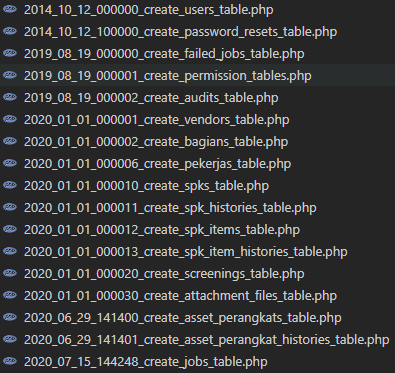 2014_10_12_000000_create_users_table.php
2014_10_12_100000_create_password_resets_table.php
2019_08_19_000000_create_failed_jobs_table.php
2019_08_19_000001_create_permission_tables.php
2019_08_19_000002_create_audits_table.php
2020_01_01_000001_create_vendors_table.php
2020_01_01_000002_create_bagians_table.php
2020_01_01_000006_create_pekerjas_table.php
2020_01_01_000010_create_spks_table.php
2020_01_01_000011_create_spk_histories_table.php
2020_01_01_000012_create_spk_items_table.php
2020_01_01_000013_create_spk_item_histories_table.php
2020_01_01_000020_create_screenings_table.php
2020_01_01_000030_create_attachment_files_table.php
2020_06_29_141400_create_asset_perangkats_table.php
2020_06_29_141401_create_asset_perangkat_histories_table.php
2020_07_15_144248_create_jobs_table.php